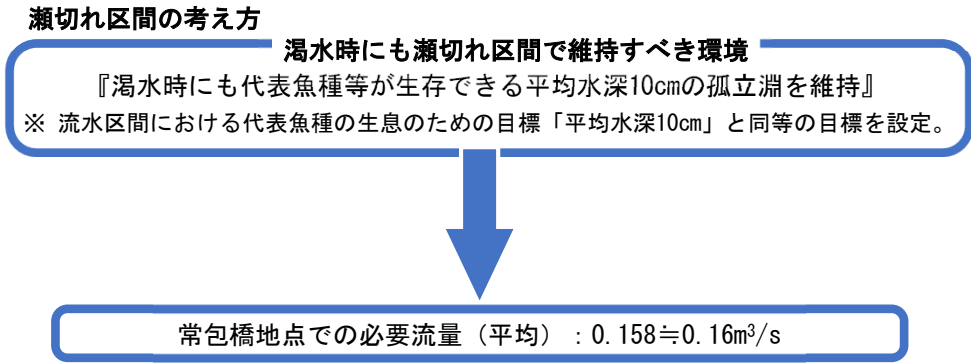 瀬切れ区間の考え方
渇水時にも瀬切れ区間で維持すべき環境
『渇水時にも代表魚種等が生存できる平均水深10cmの孤立淵を維持』
※ 流水区間における代表魚種の生息のための目標「平均水深10cm」と同等の目標を設定。
常包橋地点での必要流量（平均）：0.158≒0.16m³/s